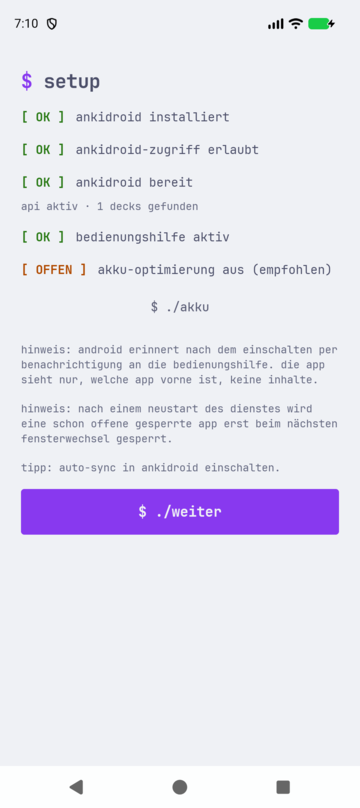 7:10
$ setup
[ OK ] ankidroid installiert
[ OK ] ankidroid-zugriff erlaubt
[ OK ] ankidroid bereit
api aktiv · 1 decks gefunden
[ OK ] bedienungshilfe aktiv
[ OFFEN ] akku-optimierung aus (empfohlen)
$ ./akku
hinweis: android erinnert nach dem einschalten per
benachrichtigung an die bedienungshilfe. die app
sieht nur, welche app vorne ist, keine inhalte.
hinweis: nach einem neustart des dienstes wird
eine schon offene gesperrte app erst beim nächsten
fensterwechsel gesperrt.
tipp: auto-sync in ankidroid einschalten.
$ ./weiter